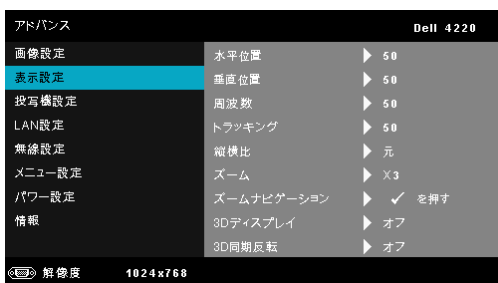 アドバンス Dell 4220
画像設定
表示設定
投写機設定
LAN設定
無線設定
メニュー設定
パワー設定
情報
水平位置 50
垂直位置 50
周波数 50
トラッキング 50
縦横比 元
ズーム X3
ズームナビゲーション ✓ を押す
3Dディスプレイ オフ
3D同期反転 オフ
解像度 1024x768